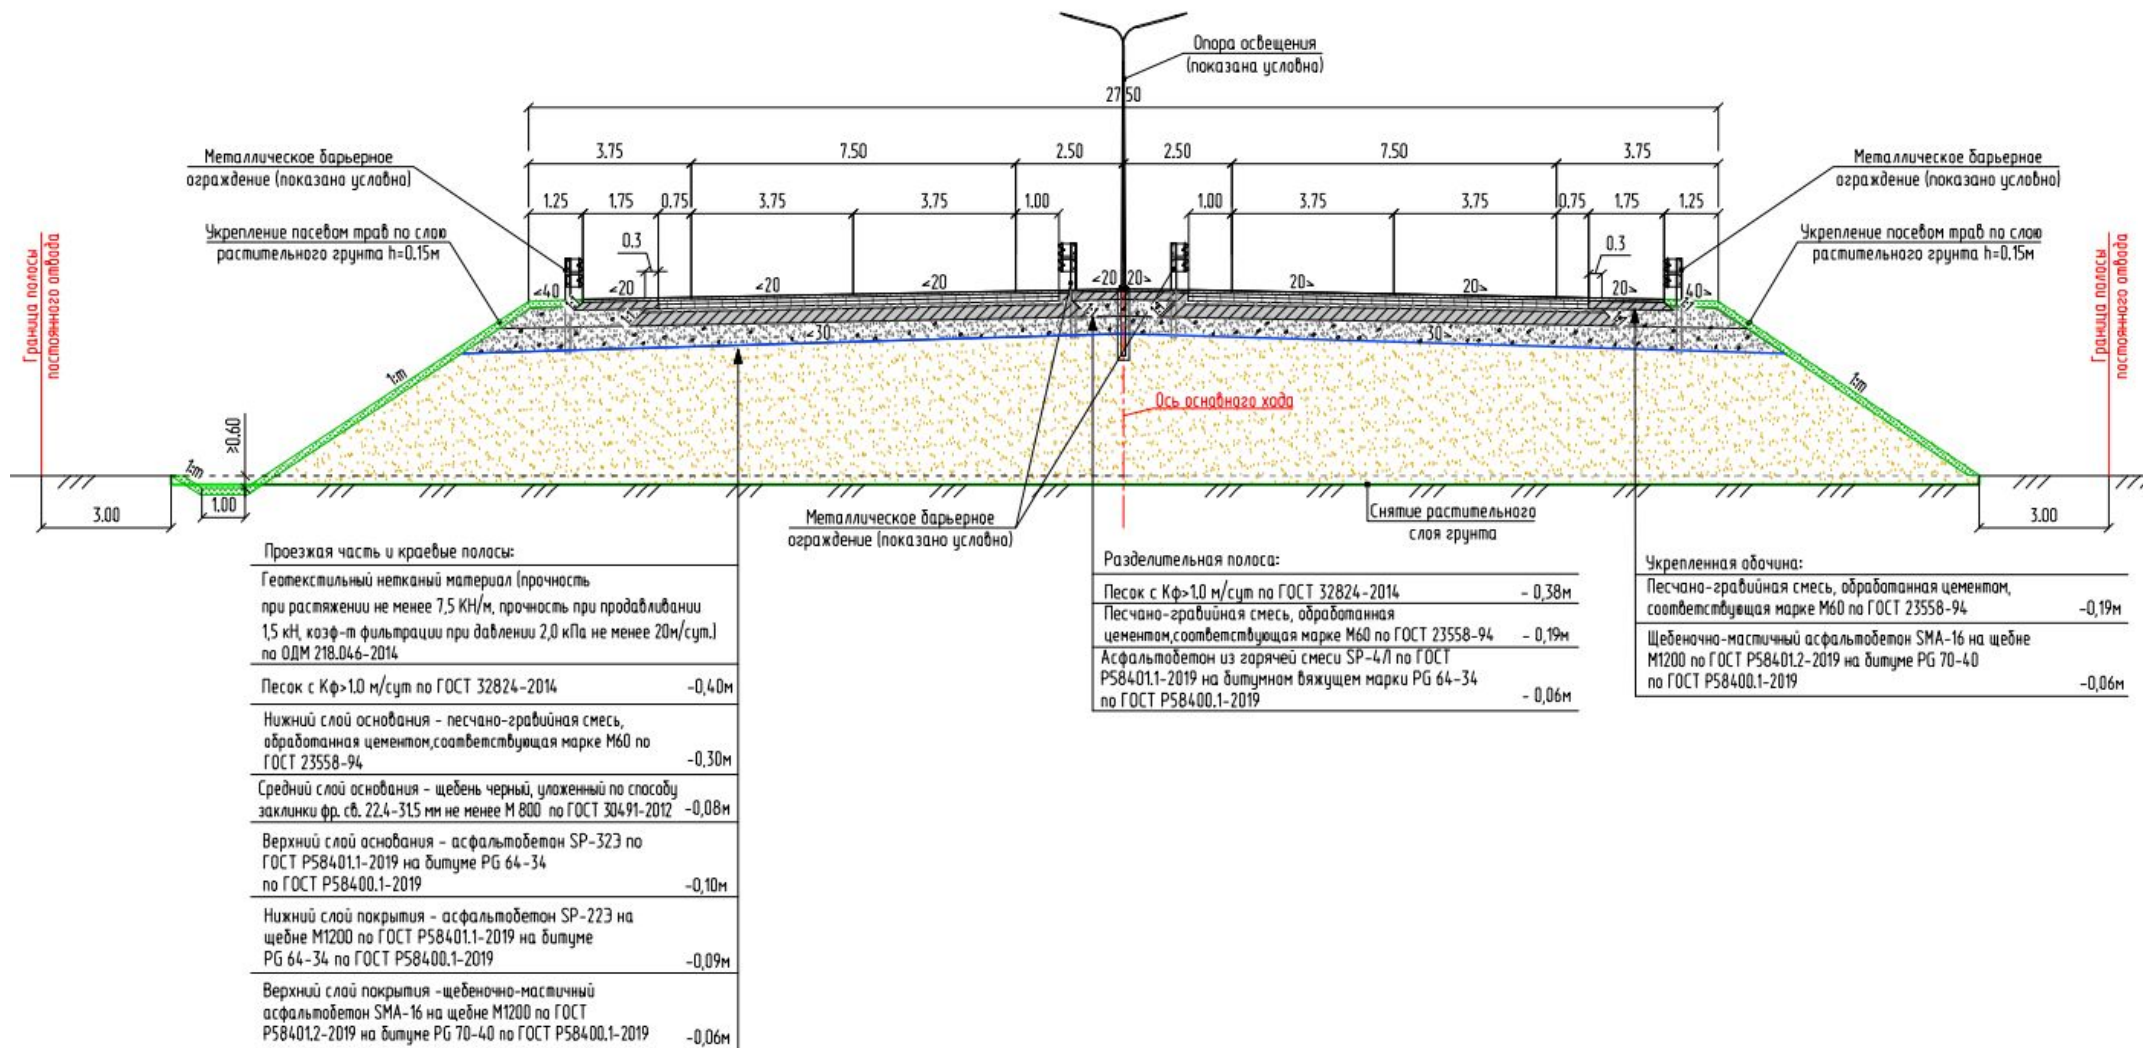 Опора освещения
(показана условно)
27.50
3.75
7.50
2.50
2.50
7.50
3.75
Металлическое барьерное
ограждение (показано условно)
Металлическое барьерное
ограждение (показано условно)
1.25
1.75
0.75
3.75
3.75
1.00
1.00
3.75
3.75
0.75
1.75
1.25
Укрепление посевом трав по слою
растительного грунта h=0.15м
0.3
0.3
Укрепление посевом трав по слою
растительного грунта h=0.15м
Граница полосы
постоянного отвода
Граница полосы
постоянного отвода
40
20
20
20
20
20
20
20
20
40
30
30
1:m
1:m
Ось основного хода
≥0.60
1:m
1.00
3.00
3.00
Металлическое барьерное
ограждение (показано условно)
Снятие растительного
слоя грунта
Проезжая часть и краевые полосы:
Геотекстильный нетканый материал (прочность
при растяжении не менее 7,5 КН/м, прочность при продавливании
1,5 кН, коэф-т фильтрации при давлении 2,0 кПа не менее 20м/сут.)
по ОДМ 218.046-2014
Песок с Кф>1.0 м/сут по ГОСТ 32824-2014 -0,40м
Нижний слой основания - песчано-гравийная смесь,
обработанная цементом,соответствующая марке М60 по
ГОСТ 23558-94 -0,30м
Средний слой основания - щебень черный, уложенный по способу
заклинки фр. св. 22.4-31.5 мм не менее М 800 по ГОСТ 30491-2012 -0,08м
Верхний слой основания - асфальтобетон SP-32Э по
ГОСТ Р58401.1-2019 на битуме PG 64-34
по ГОСТ Р58400.1-2019 -0,10м
Нижний слой покрытия - асфальтобетон SP-22Э на
щебне М1200 по ГОСТ Р58401.1-2019 на битуме
PG 64-34 по ГОСТ Р58400.1-2019 -0,09м
Верхний слой покрытия -щебеночно-мастичный
асфальтобетон SMA-16 на щебне М1200 по ГОСТ
Р58401.2-2019 на битуме PG 70-40 по ГОСТ Р58400.1-2019 -0,06м
Разделительная полоса:
Песок с Кф>1.0 м/сут по ГОСТ 32824-2014 - 0,38м
Песчано-гравийная смесь, обработанная
цементом,соответствующая марке М60 по ГОСТ 23558-94 - 0,19м
Асфальтобетон из горячей смеси SP-4Л по ГОСТ
Р58401.1-2019 на битумном вяжущем марки PG 64-34
по ГОСТ Р58400.1-2019 - 0,06м
Укрепленная обочина:
Песчано-гравийная смесь, обработанная цементом,
соответствующая марке М60 по ГОСТ 23558-94 -0,19м
Щебеночно-мастичный асфальтобетон SMA-16 на щебне
М1200 по ГОСТ Р58401.2-2019 на битуме PG 70-40
по ГОСТ Р58400.1-2019 -0,06м